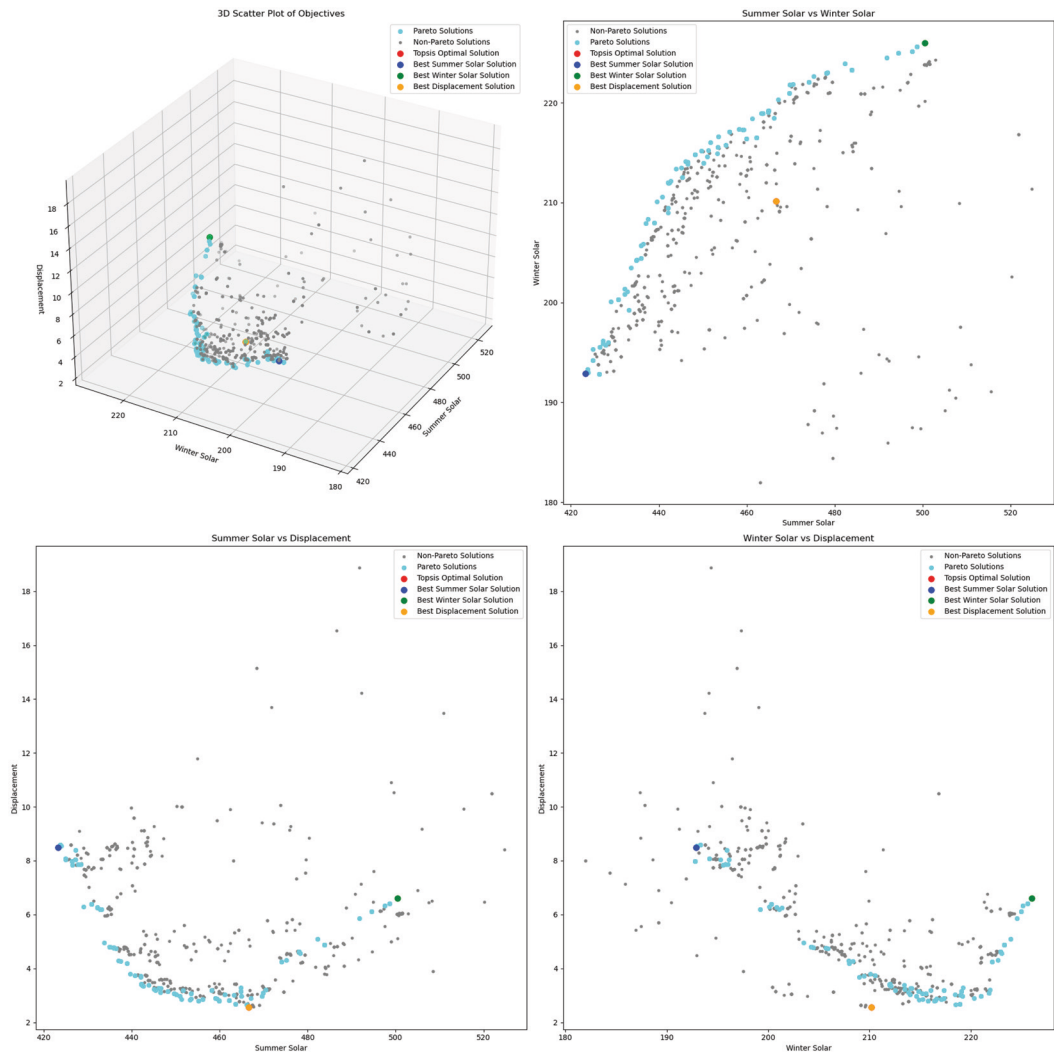 3D Scatter Plot of Objectives
Pareto Solutions
Non-Pareto Solutions
Topsis Optimal Solution
Best Summer Solar Solution
Best Winter Solar Solution
Best Displacement Solution
18
16
14
12
10
8
6
4
2
Displacement
220
210
200
190
180
Winter Solar
520
500
480
460
440
420
Summer Solar
Summer Solar vs Winter Solar
Non-Pareto Solutions
Pareto Solutions
Topsis Optimal Solution
Best Summer Solar Solution
Best Winter Solar Solution
Best Displacement Solution
220
210
200
190
180
Winter Solar
420 440 460 480 500 520
Summer Solar
Summer Solar vs Displacement
Non-Pareto Solutions
Pareto Solutions
Topsis Optimal Solution
Best Summer Solar Solution
Best Winter Solar Solution
Best Displacement Solution
18
16
14
12
10
8
6
4
2
Displacement
420 440 460 480 500 520
Summer Solar
Winter Solar vs Displacement
Non-Pareto Solutions
Pareto Solutions
Topsis Optimal Solution
Best Summer Solar Solution
Best Winter Solar Solution
Best Displacement Solution
18
16
14
12
10
8
6
4
2
Displacement
180 190 200 210 220
Winter Solar